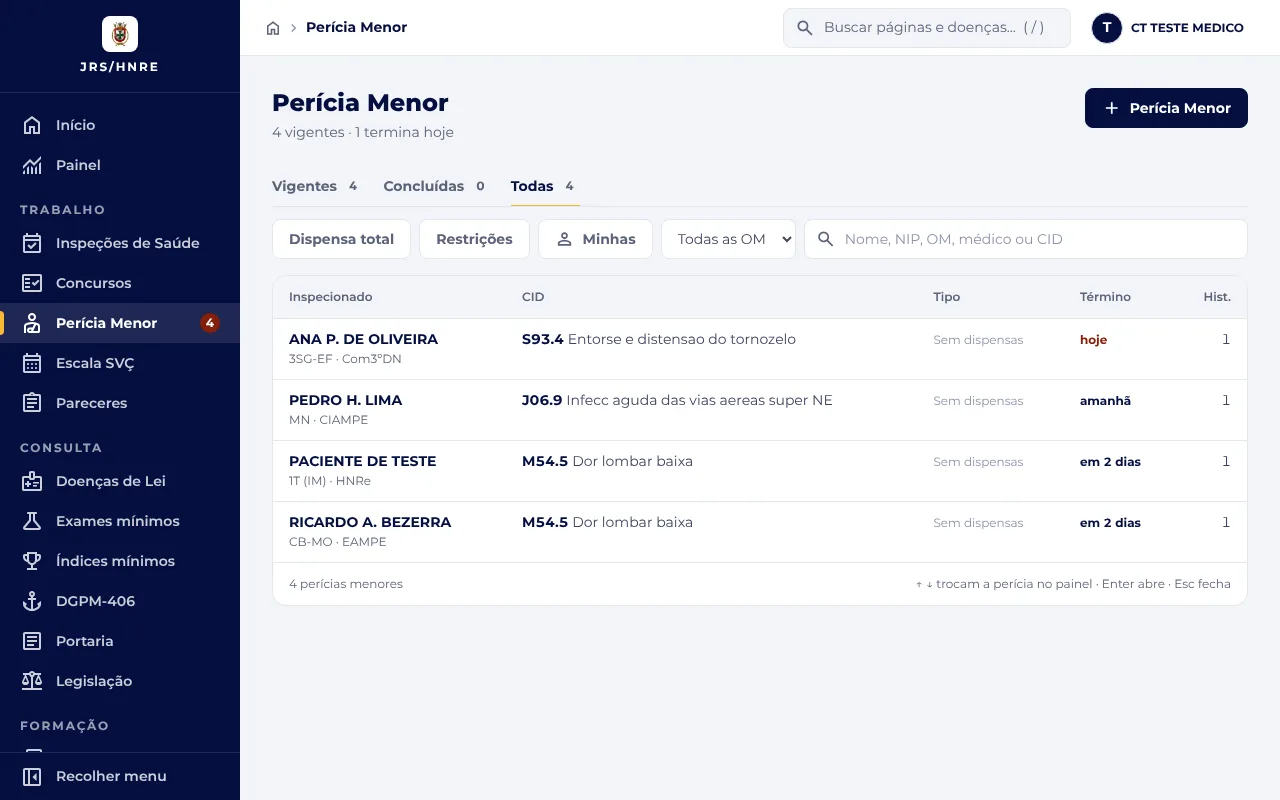 JRS/HNRE
Início
Painel
TRABALHO
Inspeções de Saúde
Concursos
Perícia Menor 4
Escala SVÇ
Pareceres
CONSULTA
Doenças de Lei
Exames mínimos
Índices mínimos
DGPM-406
Portaria
Legislação
FORMAÇÃO
Recolher menu
Perícia Menor
Buscar páginas e doenças... ( / )
T CT TESTE MEDICO
Perícia Menor
4 vigentes · 1 termina hoje
+ Perícia Menor
Vigentes 4 Concluídas 0 Todas 4
Dispensa total Restrições Minhas Todas as OM Nome, NIP, OM, médico ou CID
Inspecionado CID Tipo Término Hist.
ANA P. DE OLIVEIRA S93.4 Entorse e distensao do tornozelo Sem dispensas hoje 1
3SG-EF · Com3ºDN
PEDRO H. LIMA J06.9 Infecc aguda das vias aereas super NE Sem dispensas amanhã 1
MN · CIAMPE
PACIENTE DE TESTE M54.5 Dor lombar baixa Sem dispensas em 2 dias 1
1T (IM) · HNRe
RICARDO A. BEZERRA M54.5 Dor lombar baixa Sem dispensas em 2 dias 1
CB-MO · EAMPE
4 perícias menores ↑ ↓ trocam a perícia no painel · Enter abre · Esc fecha